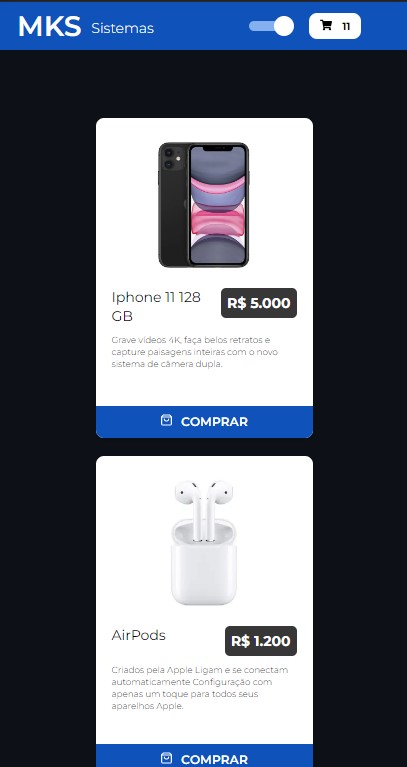 MKS Sistemas
11
Iphone 11 128
GB
R$ 5.000
Grave vídeos 4K, faça belos retratos e
capture paisagens inteiras com o novo
sistema de câmera dupla.
COMPRAR
AirPods
R$ 1.200
Criados pela Apple Ligam e se conectam
automaticamente Configuração com
apenas um toque para todos seus
aparelhos Apple.
COMPRAR